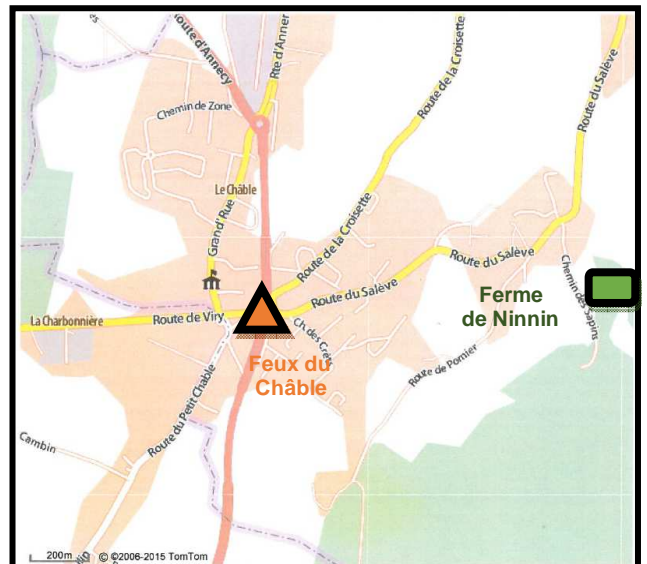 Route d'Annecy
Rte d'Anner
Route de la Croisette
Route du Salève
Chemin de Zone
Le Châble
Grand'Rue
Route de la Croisette
Route du Salève
Route du Salève
Chemin des Sapins
Ferme
de Ninnin
La Charbonnière
Route de Viry
Ch. des Crêts
Feux du
Châble
Route de Pomier
Route du Petit Chable
Cambin
200m
© ©2006-2015 TomTom